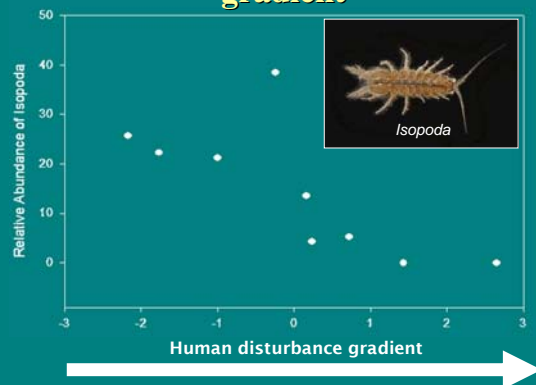 gradient
50
40
30
20
10
0
Relative Abundance of Isopoda
Isopoda
-3 -2 -1 0 1 2 3
Human disturbance gradient